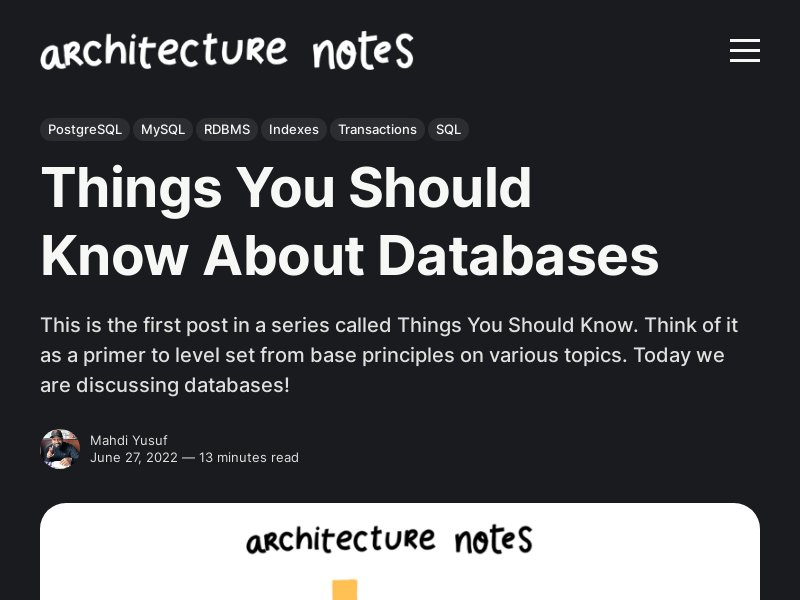 architecture notes
PostgreSQL MySQL RDBMS Indexes Transactions SQL
Things You Should
Know About Databases
This is the first post in a series called Things You Should Know. Think of it
as a primer to level set from base principles on various topics. Today we
are discussing databases!
Mahdi Yusuf
June 27, 2022 — 13 minutes read
architecture notes